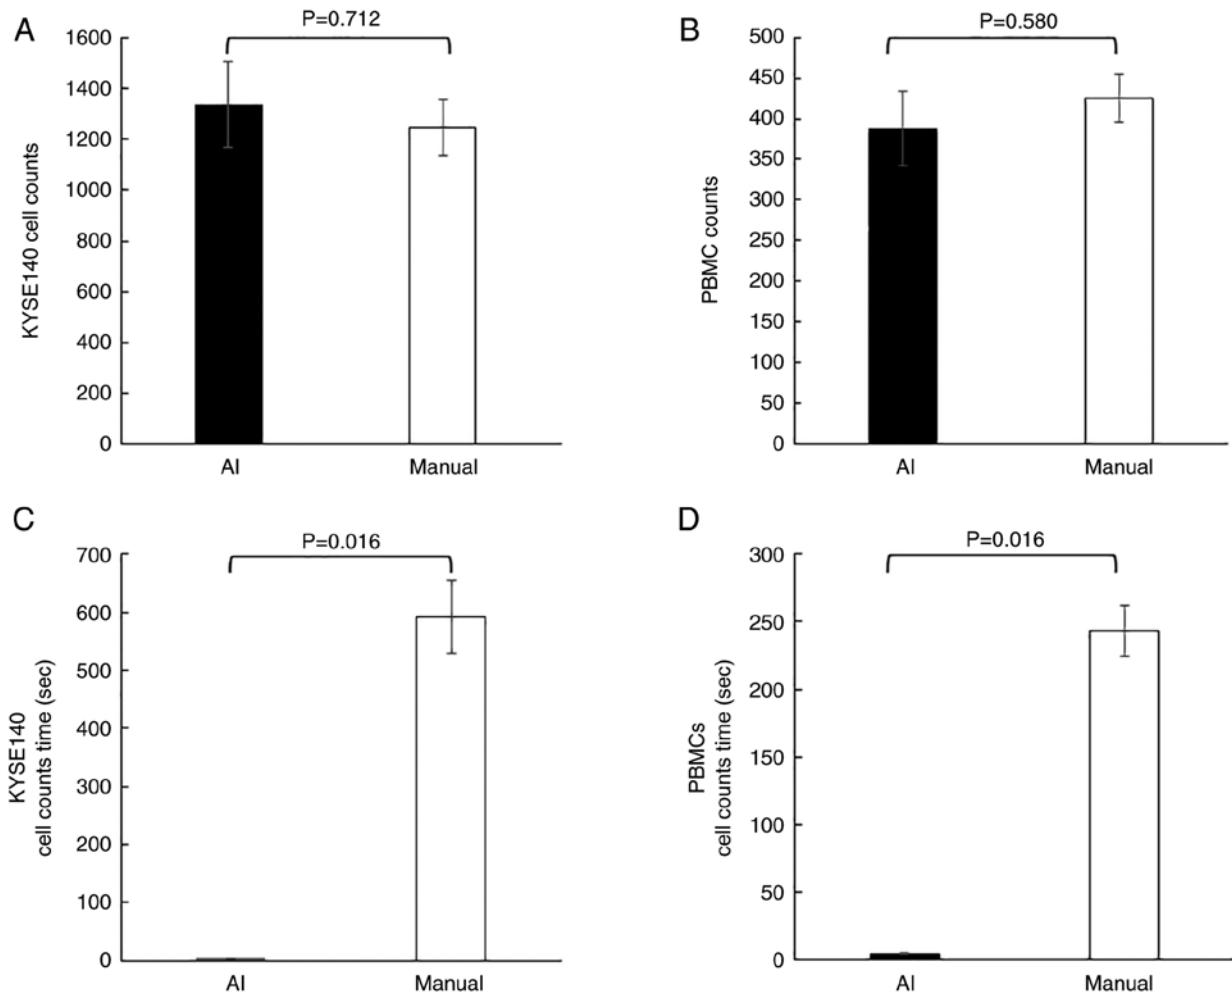 A
P=0.712
KYSE140 cell counts
1600
1400
1200
1000
800
600
400
200
0
AI
Manual
B
P=0.580
PBMC counts
500
450
400
350
300
250
200
150
100
50
0
AI
Manual
C
P=0.016
KYSE140
cell counts time (sec)
700
600
500
400
300
200
100
0
AI
Manual
D
P=0.016
PBMCs
cell counts time (sec)
300
250
200
150
100
50
0
AI
Manual